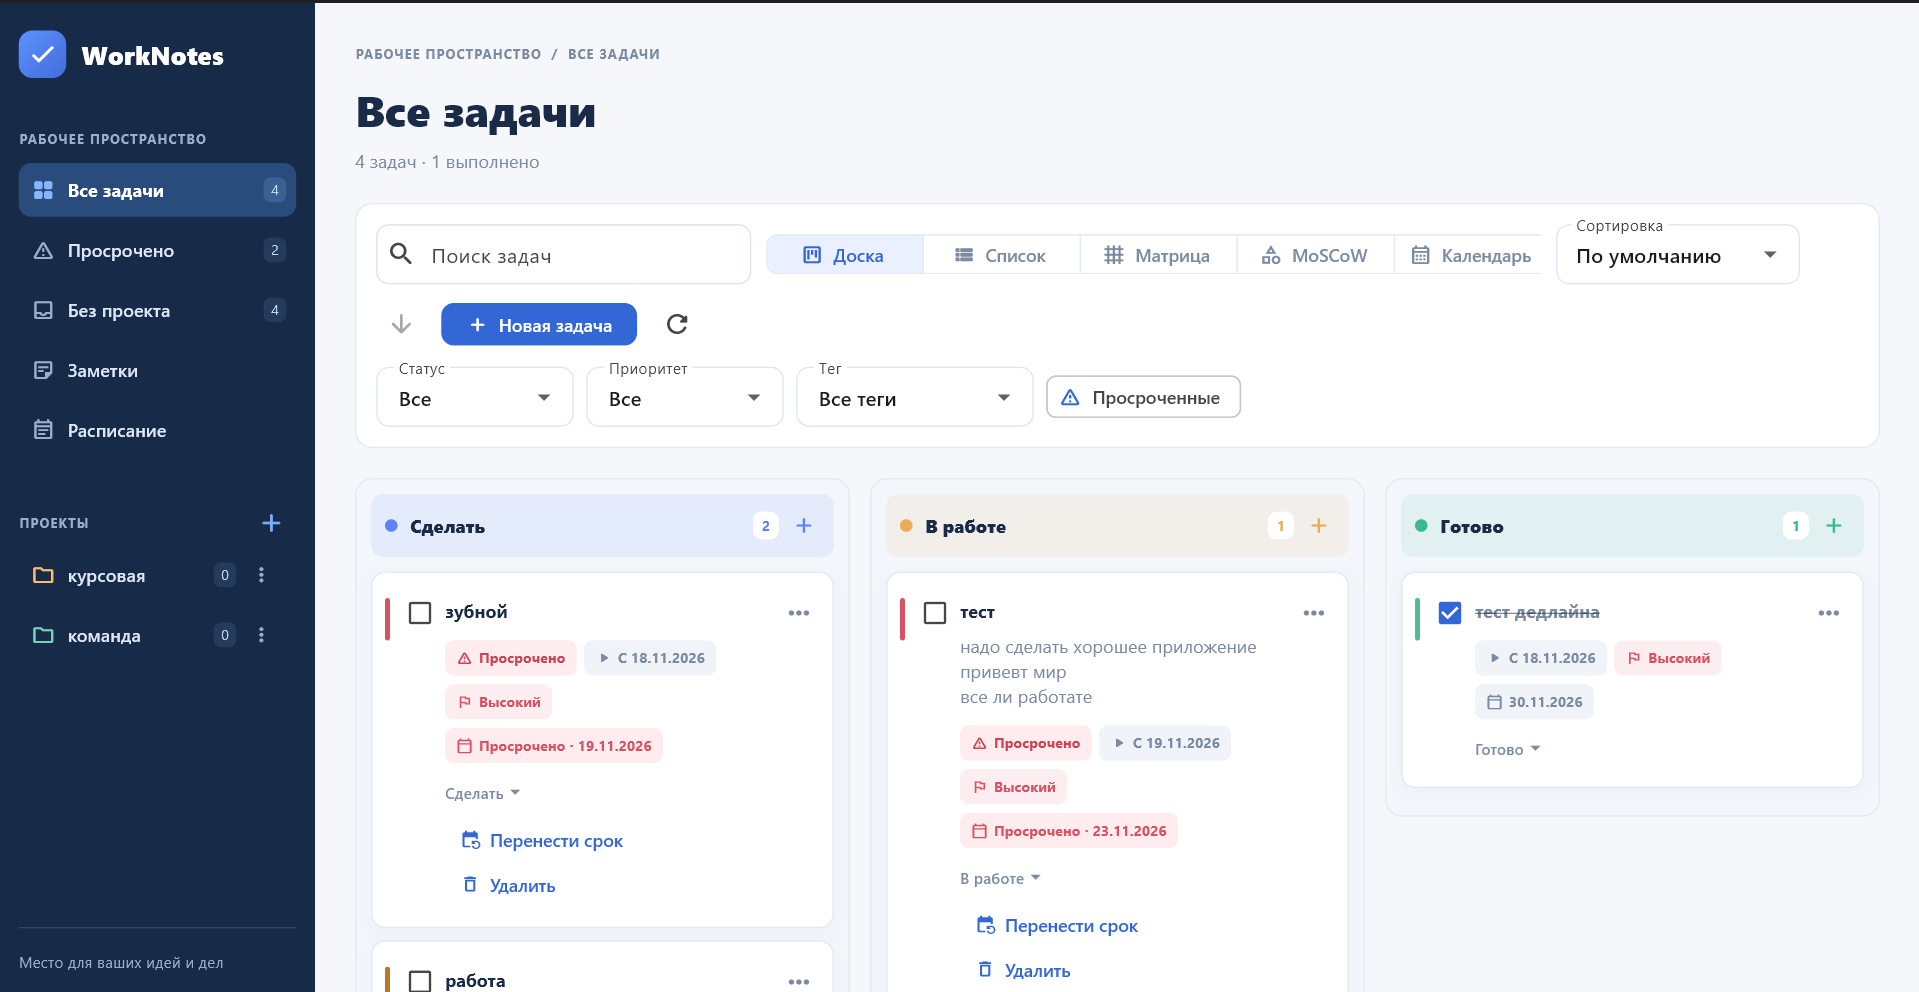 WorkNotes
РАБОЧЕЕ ПРОСТРАНСТВО
Все задачи 4
Просрочено 2
Без проекта 4
Заметки
Расписание
ПРОЕКТЫ
курсовая 0
команда 0
Место для ваших идей и дел
РАБОЧЕЕ ПРОСТРАНСТВО / ВСЕ ЗАДАЧИ
Все задачи
4 задач · 1 выполнено
Поиск задач
Доска
Список
Матрица
MoSCoW
Календарь
Сортировка
По умолчанию
Новая задача
Статус
Все
Приоритет
Все
Тег
Все теги
Просроченные
Сделать 2
зубной
Просрочено
С 18.11.2026
Высокий
Просрочено · 19.11.2026
Сделать
Перенести срок
Удалить
работа
В работе 1
тест
надо сделать хорошее приложение
привевт мир
все ли работате
Просрочено
С 19.11.2026
Высокий
Просрочено · 23.11.2026
В работе
Перенести срок
Удалить
Готово 1
тест дедлайна
С 18.11.2026
Высокий
30.11.2026
Готово